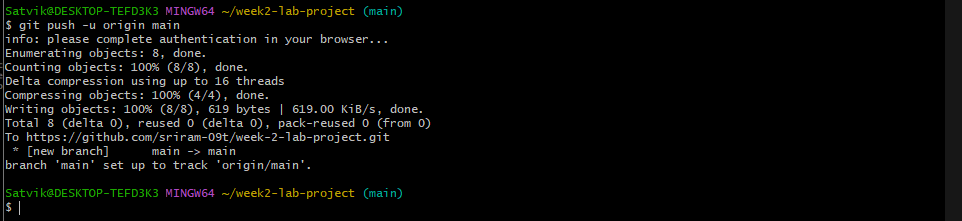 Satvik@DESKTOP-TEFD3K3 MINGW64 ~/week2-lab-project (main)
$ git push -u origin main
info: please complete authentication in your browser...
Enumerating objects: 8, done.
Counting objects: 100% (8/8), done.
Delta compression using up to 16 threads
Compressing objects: 100% (4/4), done.
Writing objects: 100% (8/8), 619 bytes | 619.00 KiB/s, done.
Total 8 (delta 0), reused 0 (delta 0), pack-reused 0 (from 0)
To https://github.com/sriram-09t/week-2-lab-project.git
 * [new branch]      main -> main
branch 'main' set up to track 'origin/main'.
Satvik@DESKTOP-TEFD3K3 MINGW64 ~/week2-lab-project (main)
$